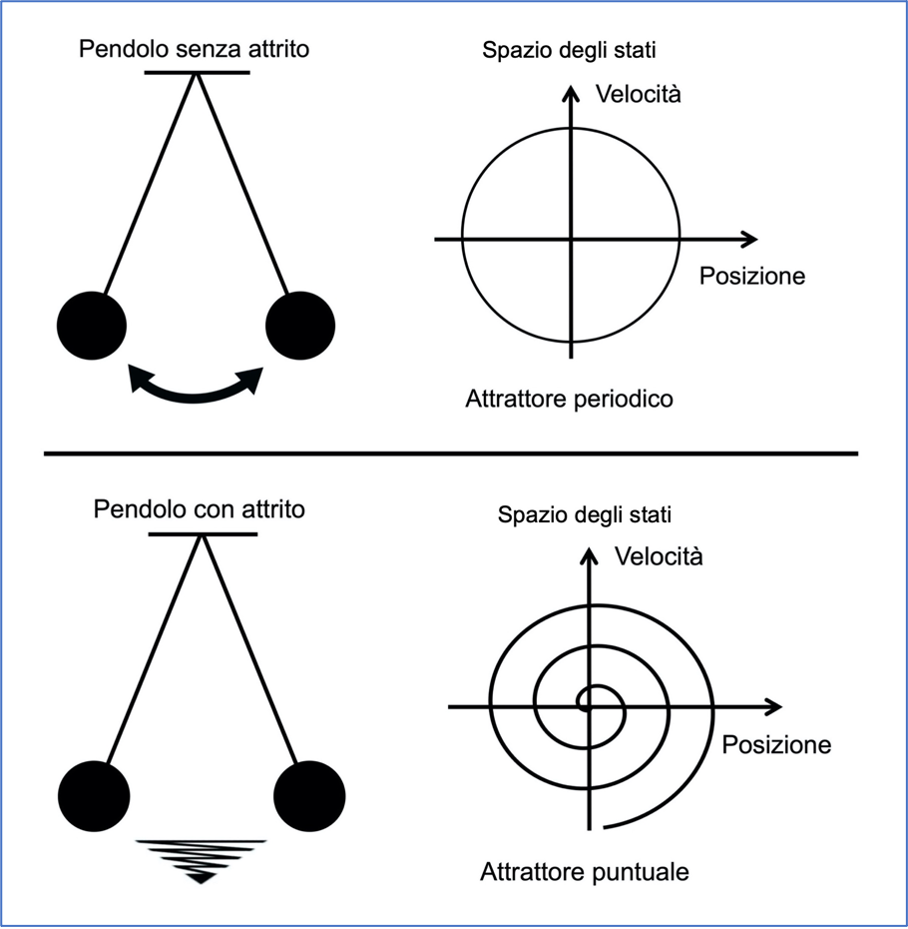 Pendolo senza attrito
Spazio degli stati
Velocità
Posizione
Attrattore periodico
Pendolo con attrito
Spazio degli stati
Velocità
Posizione
Attrattore puntuale